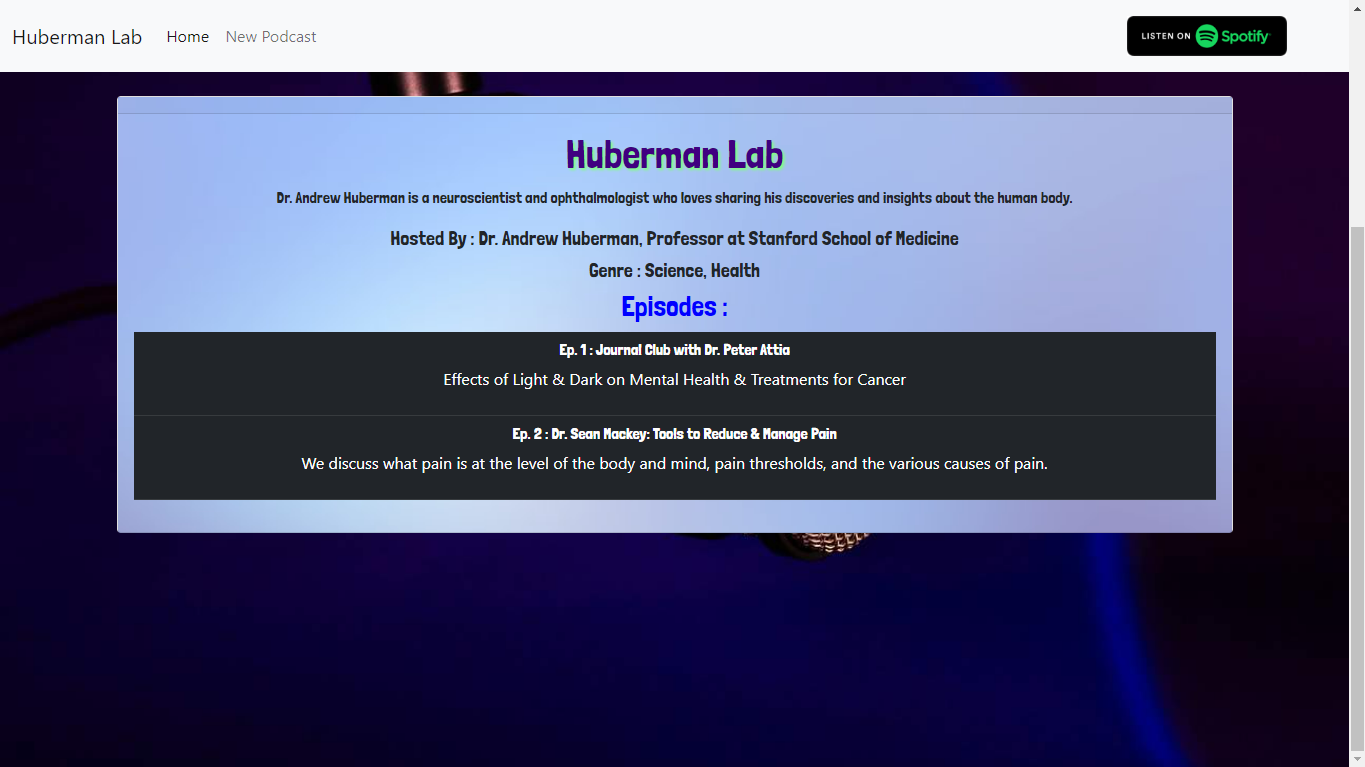 Huberman Lab Home New Podcast LISTEN ON Spotify
Huberman Lab
Dr. Andrew Huberman is a neuroscientist and ophthalmologist who loves sharing his discoveries and insights about the human body.
Hosted By : Dr. Andrew Huberman, Professor at Stanford School of Medicine
Genre : Science, Health
Episodes :
Ep. 1 : Journal Club with Dr. Peter Attia
Effects of Light & Dark on Mental Health & Treatments for Cancer
Ep. 2 : Dr. Sean Mackey: Tools to Reduce & Manage Pain
We discuss what pain is at the level of the body and mind, pain thresholds, and the various causes of pain.